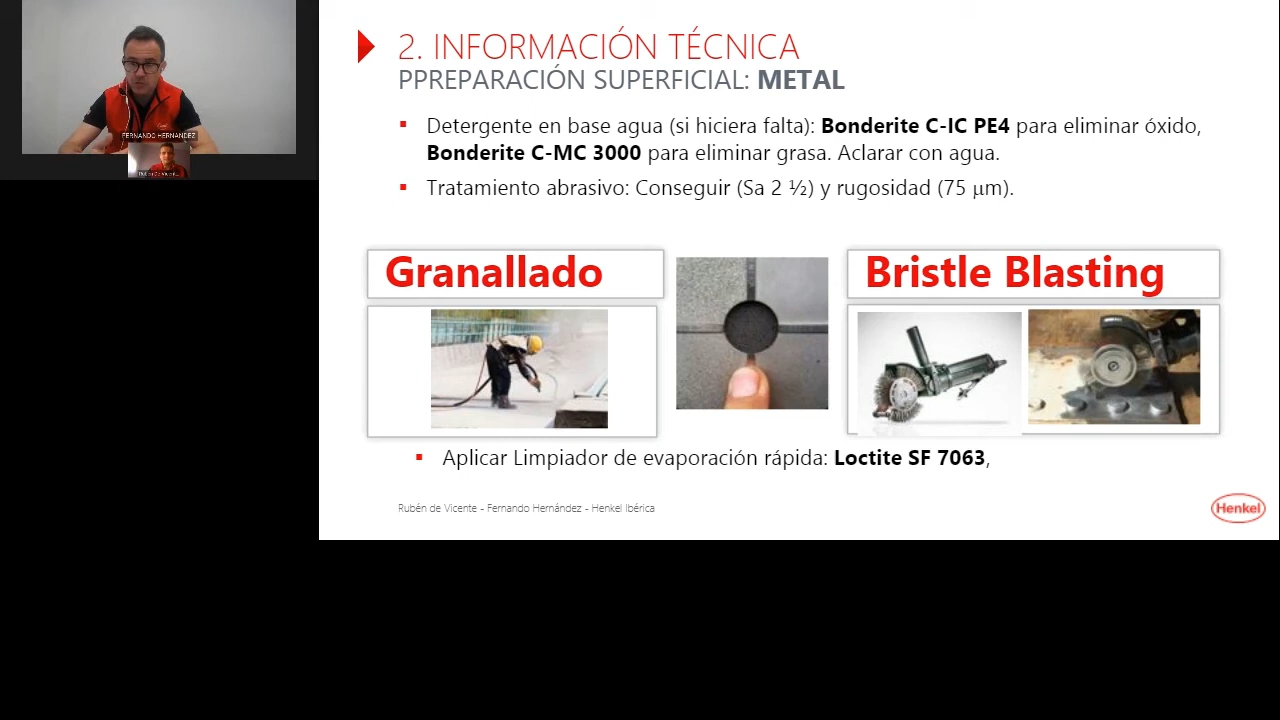 FERNANDO HERNANDEZ
Rubén De Vicent...
2. INFORMACIÓN TÉCNICA
PPREPARACIÓN SUPERFICIAL: METAL
Detergente en base agua (si hiciera falta): Bonderite C-IC PE4 para eliminar óxido,
Bonderite C-MC 3000 para eliminar grasa. Aclarar con agua.
Tratamiento abrasivo: Conseguir (Sa 2 ½) y rugosidad (75 µm).
Granallado
Bristle Blasting
Aplicar Limpiador de evaporación rápida: Loctite SF 7063,
Rubén de Vicente - Fernando Hernández - Henkel Ibérica
Henkel